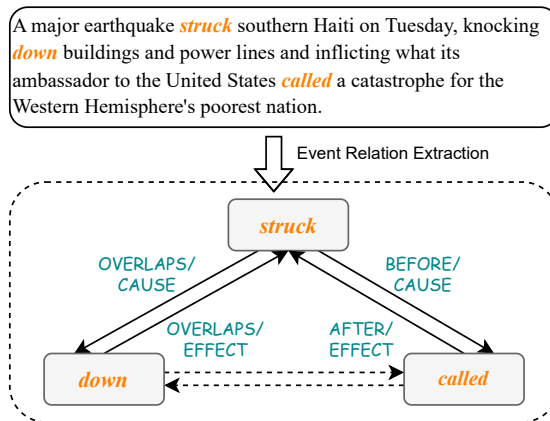 A major earthquake struck southern Haiti on Tuesday, knocking
down buildings and power lines and inflicting what its
ambassador to the United States called a catastrophe for the
Western Hemisphere's poorest nation.
Event Relation Extraction
struck
OVERLAPS/
CAUSE
BEFORE/
CAUSE
OVERLAPS/
EFFECT
AFTER/
EFFECT
down
called